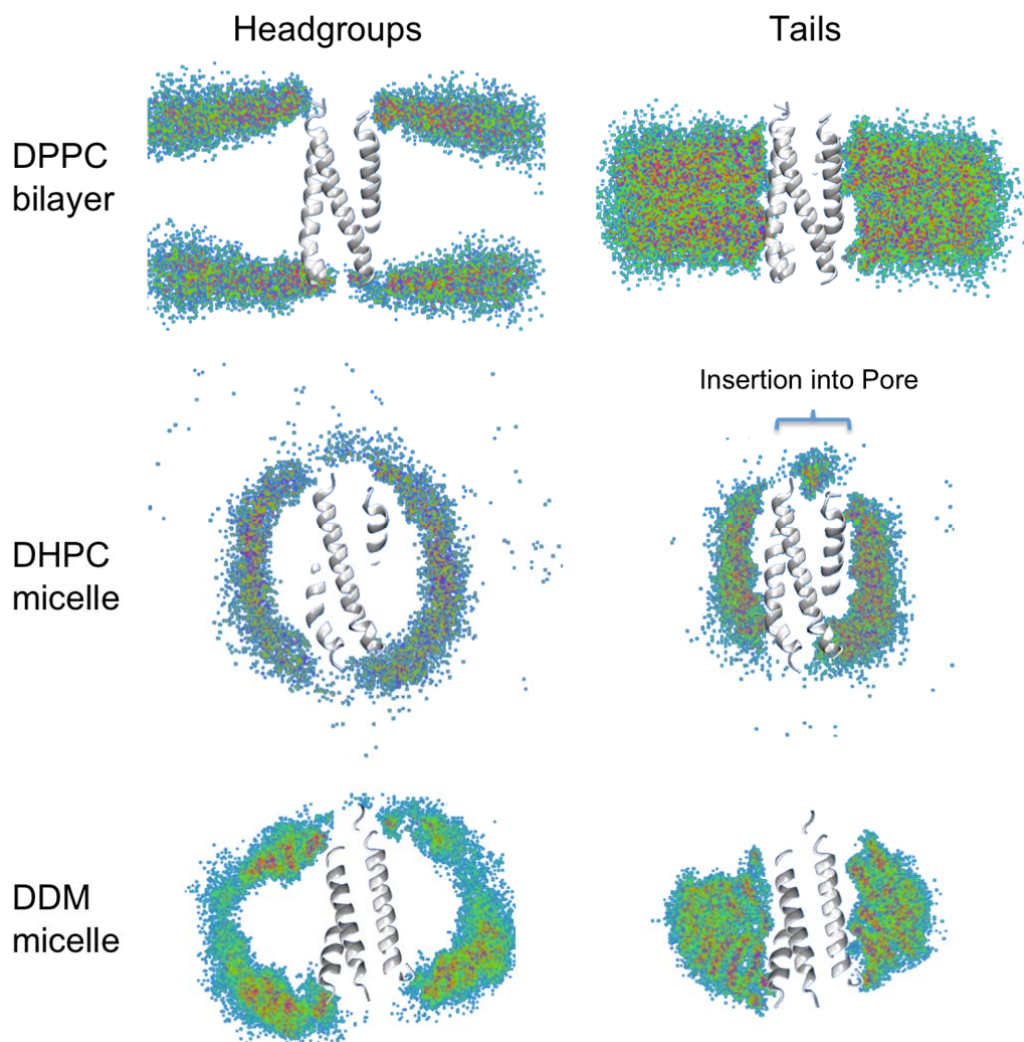 Headgroups
Tails
DPPC
bilayer
Insertion into Pore
DHPC
micelle
DDM
micelle